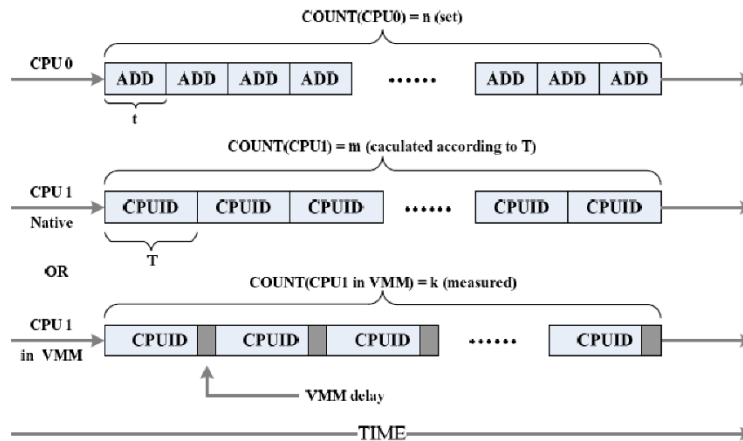 COUNT(CPU0) = n (set)
CPU 0
ADD ADD ADD ADD ...... ADD ADD ADD
t
COUNT(CPU1) = m (caculated according to T)
CPU 1
Native
CPUID CPUID CPUID ...... CPUID CPUID
T
OR
COUNT(CPU1 in VMM) = k (measured)
CPU 1
in VMM
CPUID CPUID CPUID ...... CPUID
VMM delay
TIME